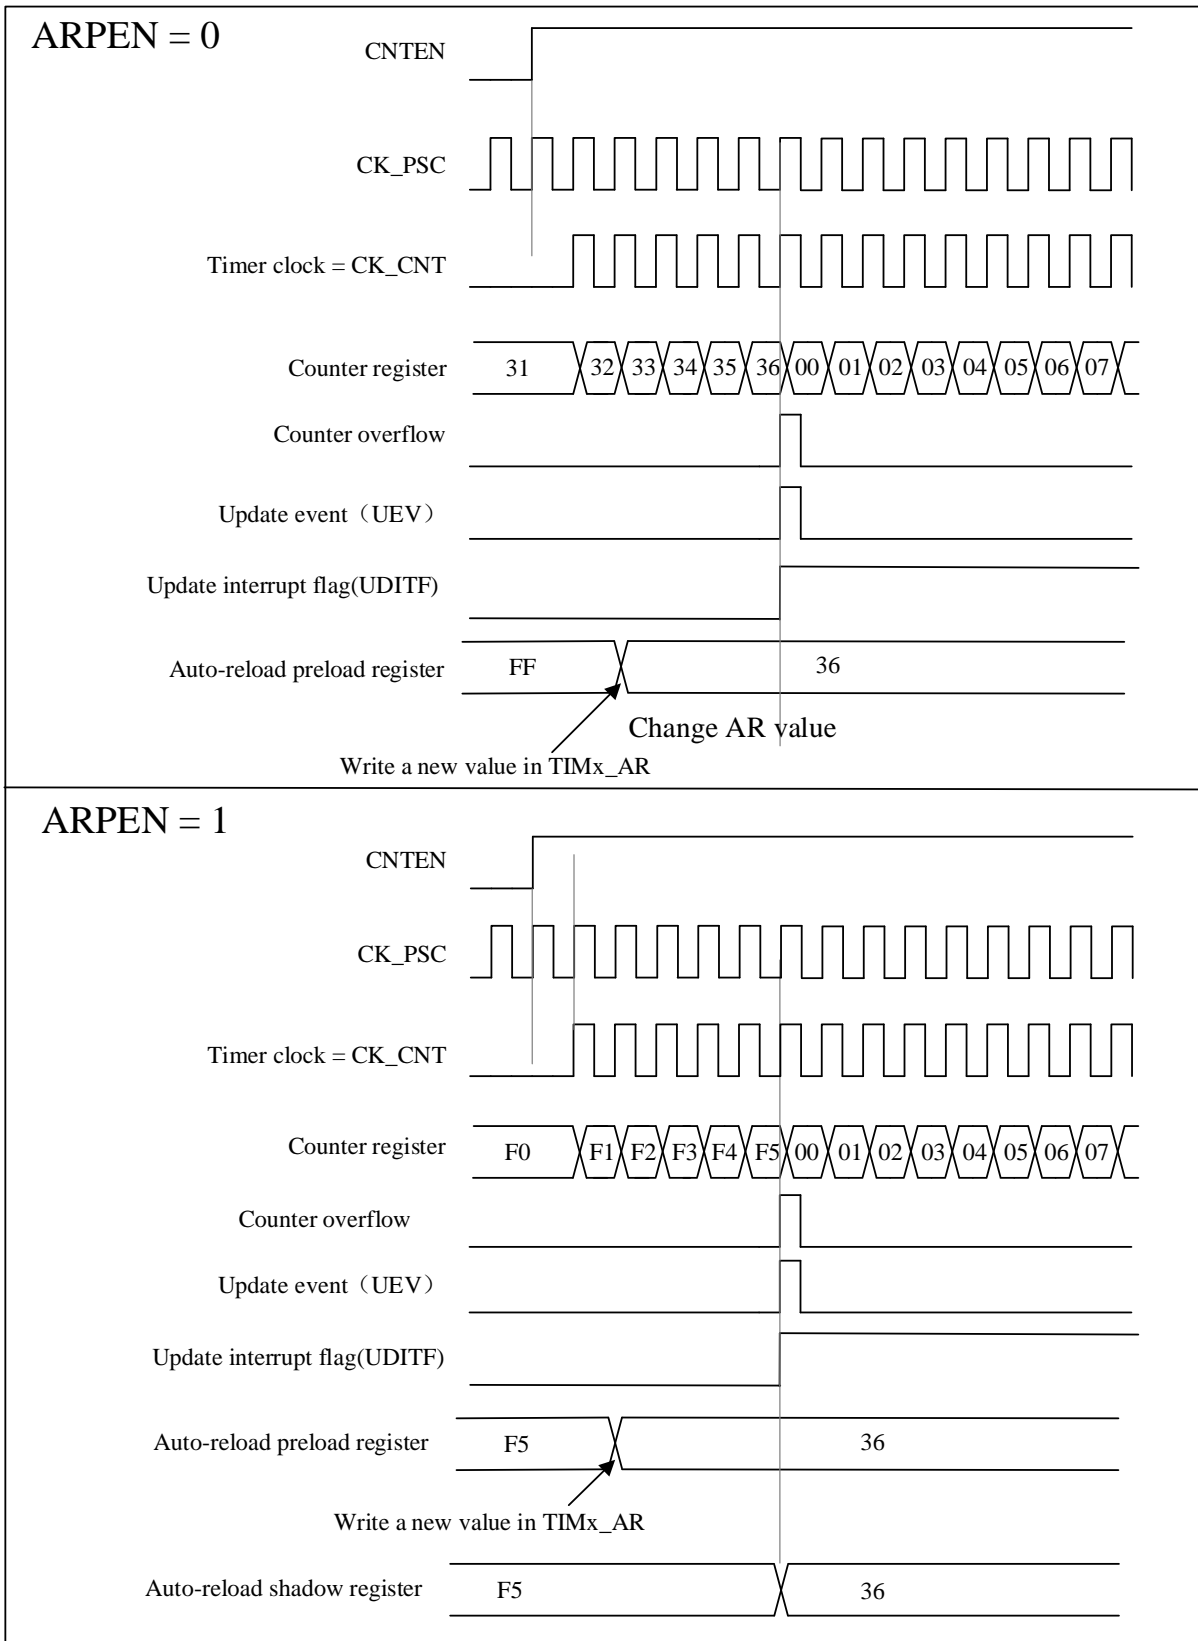 ARPEN = 0
CNTEN
CK_PSC
Timer clock = CK_CNT
Counter register 31 32 33 34 35 36 00 01 02 03 04 05 06 07
Counter overflow
Update event（UEV）
Update interrupt flag(UDITF)
Auto-reload preload register FF 36
Change AR value
Write a new value in TIMx_AR
ARPEN = 1
CNTEN
CK_PSC
Timer clock = CK_CNT
Counter register F0 F1 F2 F3 F4 F5 00 01 02 03 04 05 06 07
Counter overflow
Update event（UEV）
Update interrupt flag(UDITF)
Auto-reload preload register F5 36
Write a new value in TIMx_AR
Auto-reload shadow register F5 36